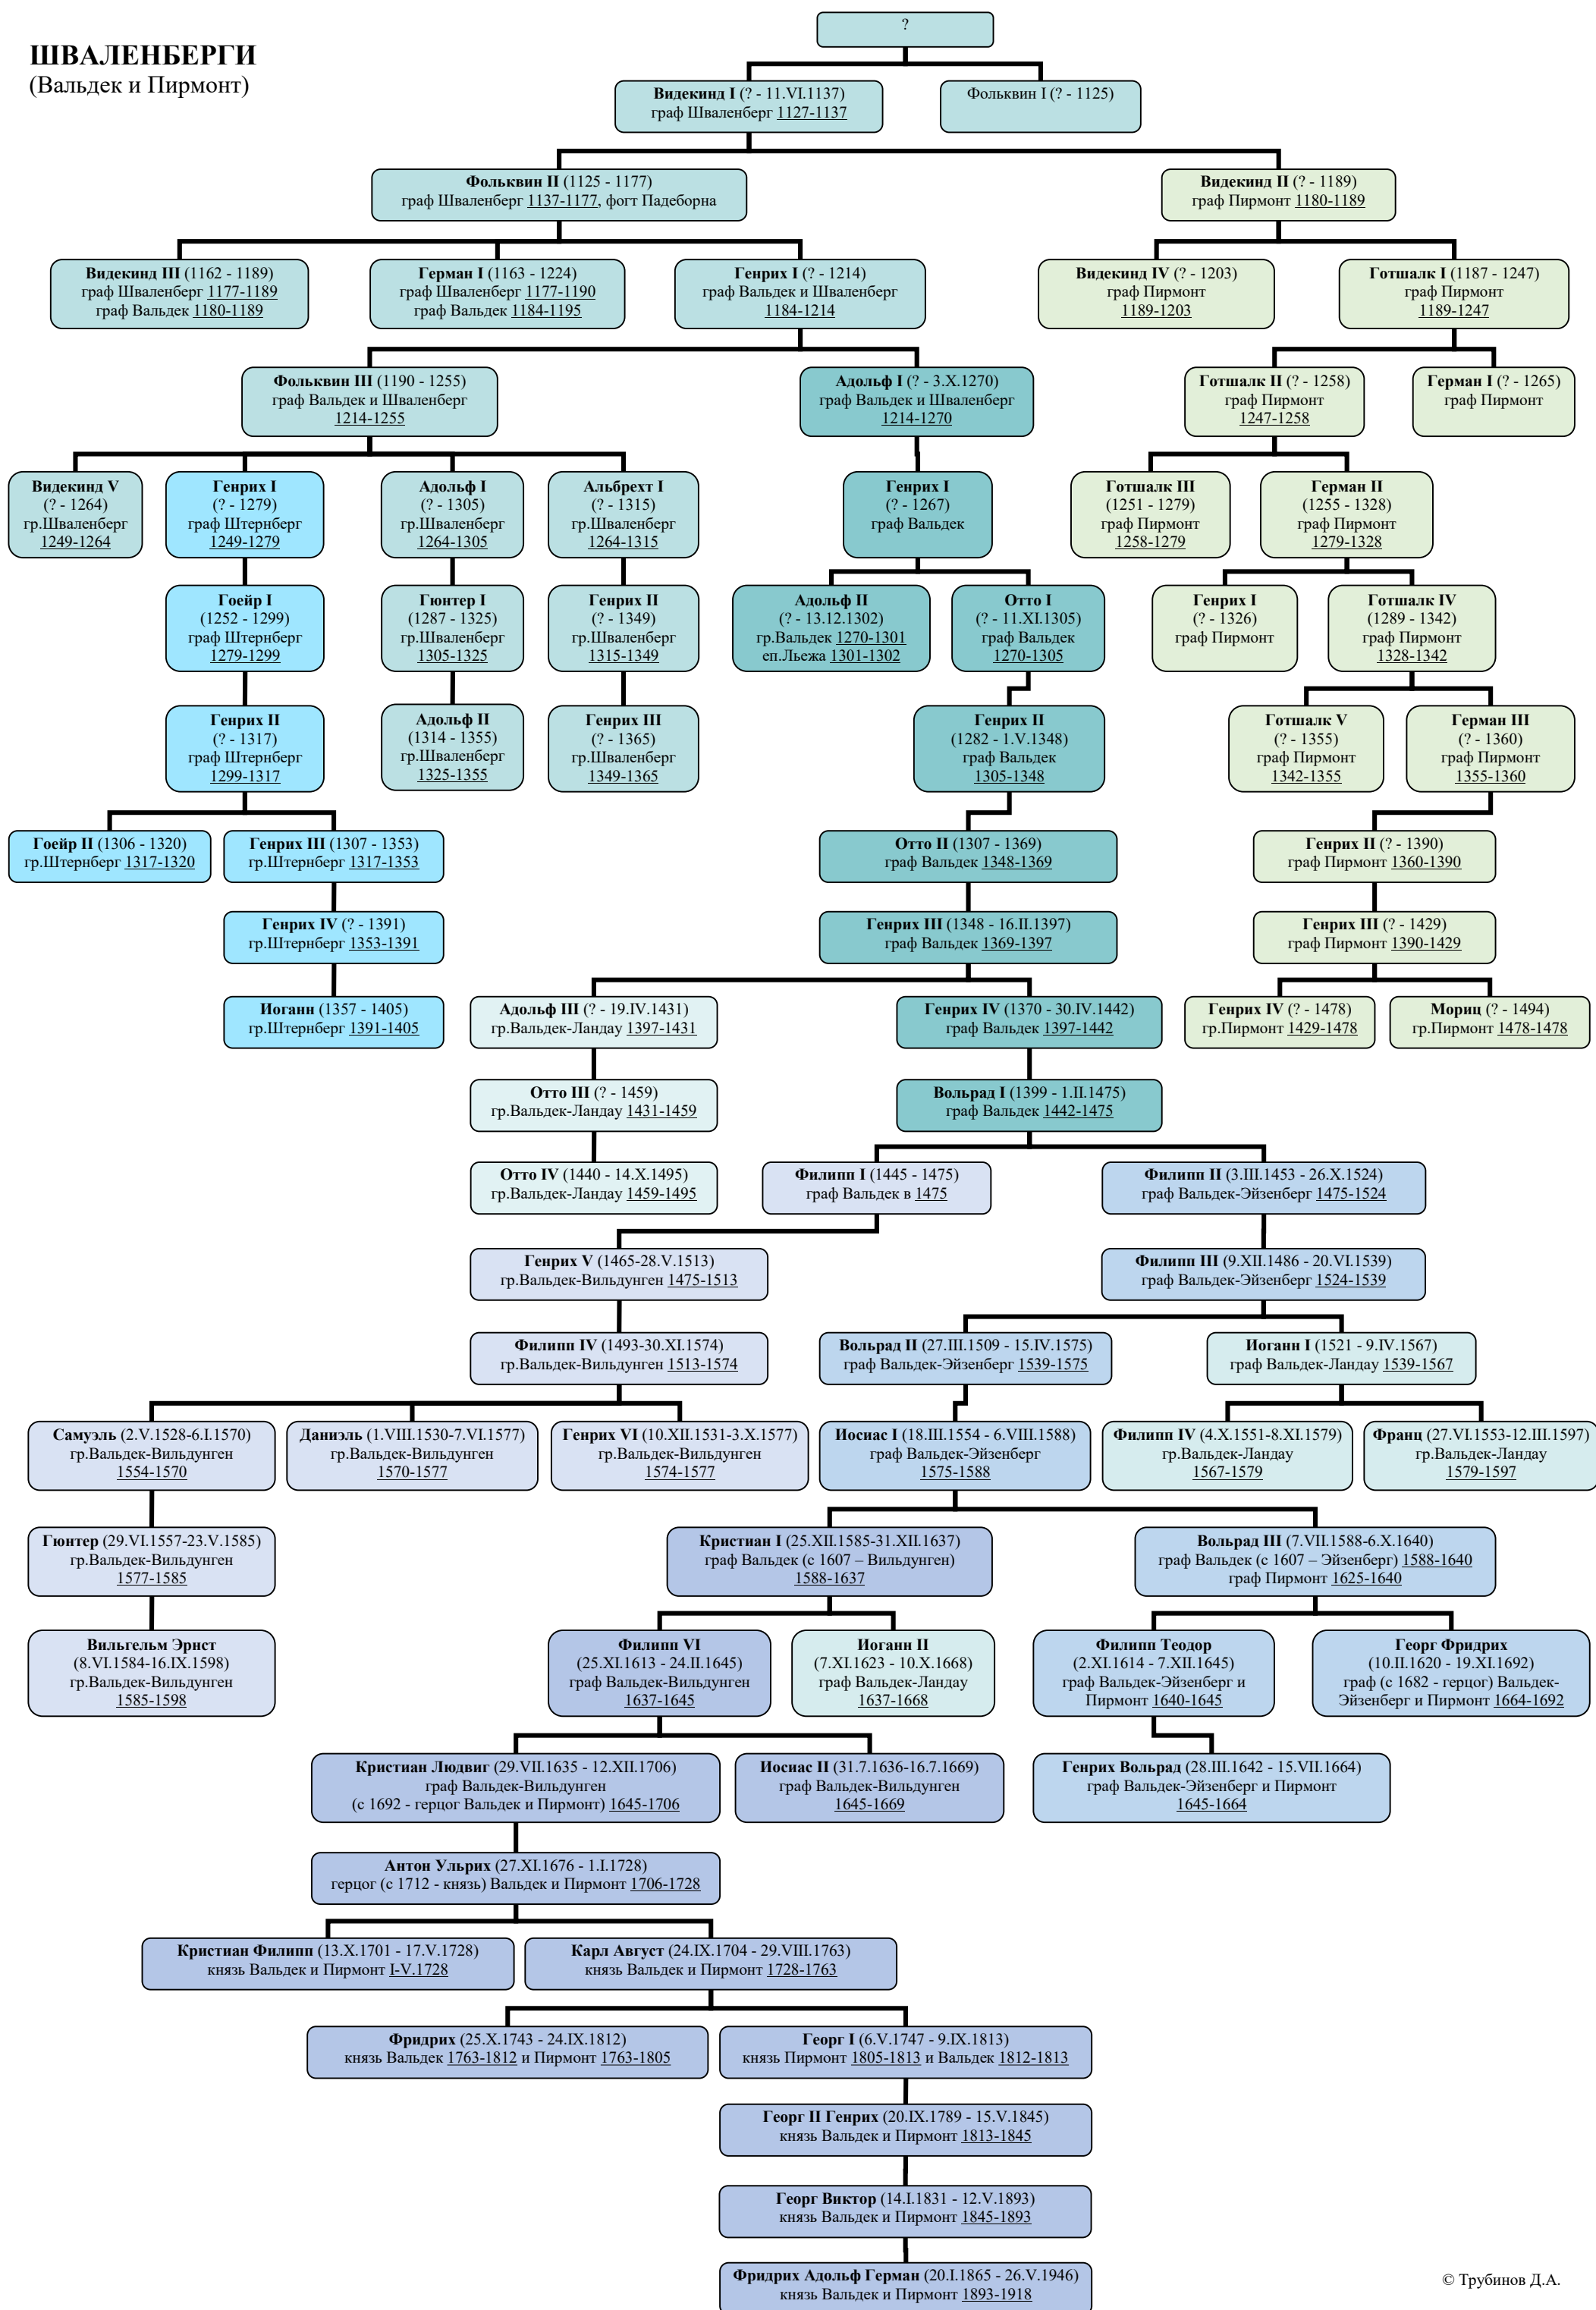 ШВАЛЕНБЕРГИ
(Вальдек и Пирмонт)
?
Видекинд I (? - 11.VI.1137)
граф Шваленберг 1127-1137
Фольквин I (? - 1125)
Фольквин II (1125 - 1177)
граф Шваленберг 1137-1177, фогт Падеборна
Видекинд II (? - 1189)
граф Пирмонт 1180-1189
Видекинд III (1162 - 1189)
граф Шваленберг 1177-1189
граф Вальдек 1180-1189
Герман I (1163 - 1224)
граф Шваленберг 1177-1190
граф Вальдек 1184-1195
Генрих I (? - 1214)
граф Вальдек и Шваленберг
1184-1214
Видекинд IV (? - 1203)
граф Пирмонт
1189-1203
Готшалк I (1187 - 1247)
граф Пирмонт
1189-1247
Фольквин III (1190 - 1255)
граф Вальдек и Шваленберг
1214-1255
Адольф I (? - 3.X.1270)
граф Вальдек и Шваленберг
1214-1270
Готшалк II (? - 1258)
граф Пирмонт
1247-1258
Герман I (? - 1265)
граф Пирмонт
Видекинд V
(? - 1264)
гр.Шваленберг
1249-1264
Генрих I
(? - 1279)
граф Штернберг
1249-1279
Адольф I
(? - 1305)
гр.Шваленберг
1264-1305
Альбрехт I
(? - 1315)
гр.Шваленберг
1264-1315
Генрих I
(? - 1267)
граф Вальдек
Готшалк III
(1251 - 1279)
граф Пирмонт
1258-1279
Герман II
(1255 - 1328)
граф Пирмонт
1279-1328
Гоейр I
(1252 - 1299)
граф Штернберг
1279-1299
Гюнтер I
(1287 - 1325)
гр.Шваленберг
1305-1325
Генрих II
(? - 1349)
гр.Шваленберг
1315-1349
Адольф II
(? - 13.12.1302)
гр.Вальдек 1270-1301
еп.Льежа 1301-1302
Отто I
(? - 11.XI.1305)
граф Вальдек
1270-1305
Генрих I
(? - 1326)
граф Пирмонт
Готшалк IV
(1289 - 1342)
граф Пирмонт
1328-1342
Генрих II
(? - 1317)
граф Штернберг
1299-1317
Адольф II
(1314 - 1355)
гр.Шваленберг
1325-1355
Генрих III
(? - 1365)
гр.Шваленберг
1349-1365
Генрих II
(1282 - 1.V.1348)
граф Вальдек
1305-1348
Готшалк V
(? - 1355)
граф Пирмонт
1342-1355
Герман III
(? - 1360)
граф Пирмонт
1355-1360
Гоейр II (1306 - 1320)
гр.Штернберг 1317-1320
Генрих III (1307 - 1353)
гр.Штернберг 1317-1353
Отто II (1307 - 1369)
граф Вальдек 1348-1369
Генрих II (? - 1390)
граф Пирмонт 1360-1390
Генрих IV (? - 1391)
гр.Штернберг 1353-1391
Генрих III (1348 - 16.II.1397)
граф Вальдек 1369-1397
Генрих III (? - 1429)
граф Пирмонт 1390-1429
Иоганн (1357 - 1405)
гр.Штернберг 1391-1405
Адольф III (? - 19.IV.1431)
гр.Вальдек-Ландау 1397-1431
Генрих IV (1370 - 30.IV.1442)
граф Вальдек 1397-1442
Генрих IV (? - 1478)
гр.Пирмонт 1429-1478
Мориц (? - 1494)
гр.Пирмонт 1478-1478
Отто III (? - 1459)
гр.Вальдек-Ландау 1431-1459
Вольрад I (1399 - 1.II.1475)
граф Вальдек 1442-1475
Отто IV (1440 - 14.X.1495)
гр.Вальдек-Ландау 1459-1495
Филипп I (1445 - 1475)
граф Вальдек в 1475
Филипп II (3.III.1453 - 26.X.1524)
граф Вальдек-Эйзенберг 1475-1524
Генрих V (1465-28.V.1513)
гр.Вальдек-Вильдунген 1475-1513
Филипп III (9.XII.1486 - 20.VI.1539)
граф Вальдек-Эйзенберг 1524-1539
Филипп IV (1493-30.XI.1574)
гр.Вальдек-Вильдунген 1513-1574
Вольрад II (27.III.1509 - 15.IV.1575)
граф Вальдек-Эйзенберг 1539-1575
Иоганн I (1521 - 9.IV.1567)
граф Вальдек-Ландау 1539-1567
Самуэль (2.V.1528-6.I.1570)
гр.Вальдек-Вильдунген
1554-1570
Даниэль (1.VIII.1530-7.VI.1577)
гр.Вальдек-Вильдунген
1570-1577
Генрих VI (10.XII.1531-3.X.1577)
гр.Вальдек-Вильдунген
1574-1577
Иосиас I (18.III.1554 - 6.VIII.1588)
граф Вальдек-Эйзенберг
1575-1588
Филипп IV (4.X.1551-8.XI.1579)
гр.Вальдек-Ландау
1567-1579
Франц (27.VI.1553-12.III.1597)
гр.Вальдек-Ландау
1579-1597
Гюнтер (29.VI.1557-23.V.1585)
гр.Вальдек-Вильдунген
1577-1585
Кристиан I (25.XII.1585-31.XII.1637)
граф Вальдек (с 1607 – Вильдунген)
1588-1637
Вольрад III (7.VII.1588-6.X.1640)
граф Вальдек (с 1607 – Эйзенберг) 1588-1640
граф Пирмонт 1625-1640
Вильгельм Эрнст
(8.VI.1584-16.IX.1598)
гр.Вальдек-Вильдунген
1585-1598
Филипп VI
(25.XI.1613 - 24.II.1645)
граф Вальдек-Вильдунген
1637-1645
Иоганн II
(7.XI.1623 - 10.X.1668)
граф Вальдек-Ландау
1637-1668
Филипп Теодор
(2.XI.1614 - 7.XII.1645)
граф Вальдек-Эйзенберг и
Пирмонт 1640-1645
Георг Фридрих
(10.II.1620 - 19.XI.1692)
граф (с 1682 - герцог) Вальдек-
Эйзенберг и Пирмонт 1664-1692
Кристиан Людвиг (29.VII.1635 - 12.XII.1706)
граф Вальдек-Вильдунген
(с 1692 - герцог Вальдек и Пирмонт) 1645-1706
Иосиас II (31.7.1636-16.7.1669)
граф Вальдек-Вильдунген
1645-1669
Генрих Вольрад (28.III.1642 - 15.VII.1664)
граф Вальдек-Эйзенберг и Пирмонт
1645-1664
Антон Ульрих (27.XI.1676 - 1.I.1728)
герцог (с 1712 - князь) Вальдек и Пирмонт 1706-1728
Кристиан Филипп (13.X.1701 - 17.V.1728)
князь Вальдек и Пирмонт I-V.1728
Карл Август (24.IX.1704 - 29.VIII.1763)
князь Вальдек и Пирмонт 1728-1763
Фридрих (25.X.1743 - 24.IX.1812)
князь Вальдек 1763-1812 и Пирмонт 1763-1805
Георг I (6.V.1747 - 9.IX.1813)
князь Пирмонт 1805-1813 и Вальдек 1812-1813
Георг II Генрих (20.IX.1789 - 15.V.1845)
князь Вальдек и Пирмонт 1813-1845
Георг Виктор (14.I.1831 - 12.V.1893)
князь Вальдек и Пирмонт 1845-1893
Фридрих Адольф Герман (20.I.1865 - 26.V.1946)
князь Вальдек и Пирмонт 1893-1918
© Трубинов Д.А.